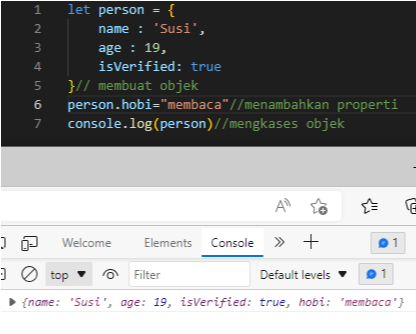 1 let person = {
2 name : 'Susi',
3 age : 19,
4 isVerified: true
5 }// membuat objek
6 person.hobi="membaca"//menambahkan properti
7 console.log(person)//mengkases objek
Welcome Elements Console 1
top Filter Default levels 1
{name: 'Susi', age: 19, isVerified: true, hobi: 'membaca'}